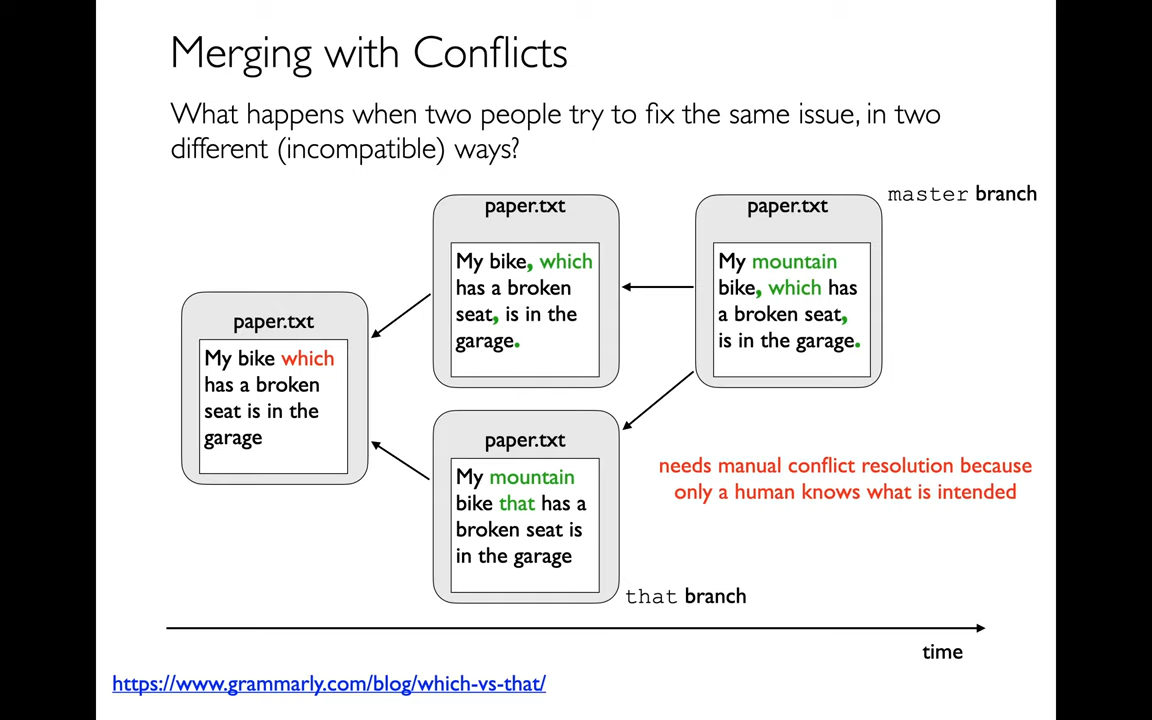 Merging with Conflicts
What happens when two people try to fix the same issue, in two
different (incompatible) ways?
master branch
paper.txt
My bike, which
has a broken
seat, is in the
garage.
paper.txt
My mountain
bike, which has
a broken seat,
is in the garage.
paper.txt
My bike which
has a broken
seat is in the
garage
paper.txt
My mountain
bike that has a
broken seat is
in the garage
needs manual conflict resolution because
only a human knows what is intended
that branch
time
https://www.grammarly.com/blog/which-vs-that/